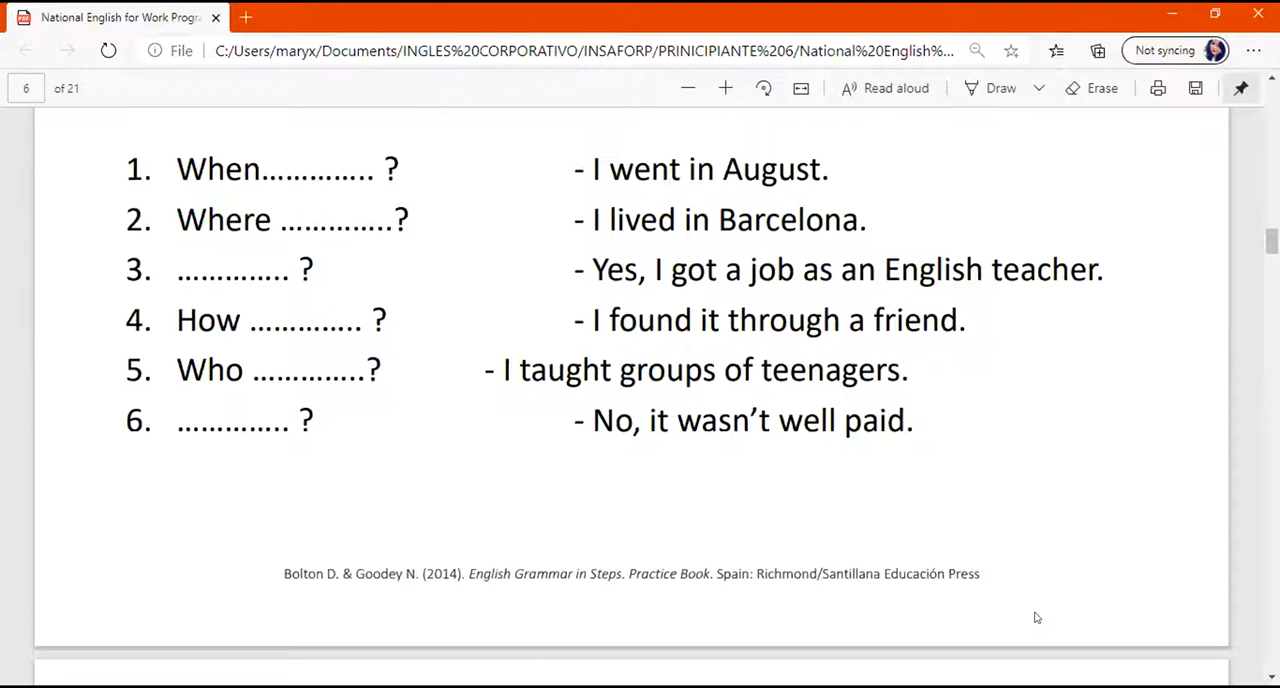 National English for Work Progra
File C:/Users/maryx/Documents/INGLES%20CORPORATIVO/INSAFORP/PRINICIPIANTE%206/National%20English%... Not syncing
6 of 21 Read aloud Draw Erase
1. When………….. ? - I went in August.
2. Where …………..? - I lived in Barcelona.
3. ………….. ? - Yes, I got a job as an English teacher.
4. How ………….. ? - I found it through a friend.
5. Who …………..? - I taught groups of teenagers.
6. ………….. ? - No, it wasn’t well paid.
Bolton D. & Goodey N. (2014). English Grammar in Steps. Practice Book. Spain: Richmond/Santillana Educación Press